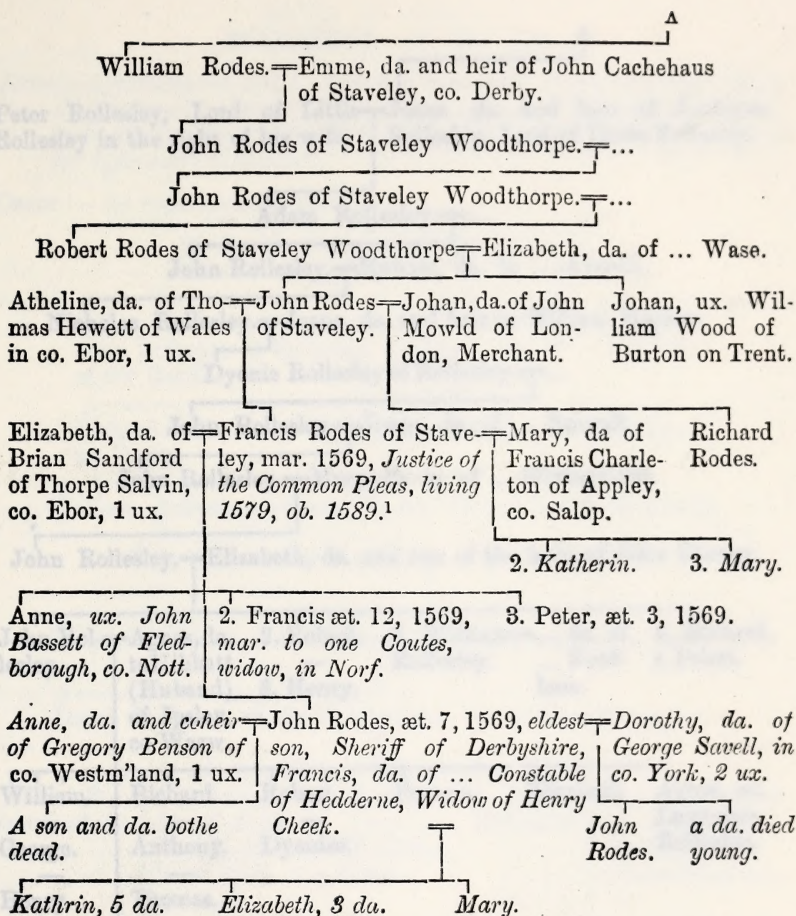 A
William Rodes.=Emme, da. and heir of John Cachehaus
of Staveley, co. Derby.
John Rodes of Staveley Woodthorpe.=...
John Rodes of Staveley Woodthorpe.=...
Robert Rodes of Staveley Woodthorpe=Elizabeth, da. of ... Wase.
Atheline, da. of Tho-
mas Hewett of Wales
in co. Ebor, 1 ux.
=John Rodes=
of Staveley.
Johan, da. of John
Mowld of Lon-
don, Merchant.
Johan, ux. Wil-
liam Wood of
Burton on Trent.
Elizabeth, da. of
Brian Sandford
of Thorpe Salvin,
co. Ebor, 1 ux.
=Francis Rodes of Stave-
ley, mar. 1569, Justice of
the Common Pleas, living
1579, ob. 1589.¹
=Mary, da of
Francis Charle-
ton of Appley,
co. Salop.
Richard
Rodes.
2. Katherin. 3. Mary.
Anne, ux. John
Bassett of Fled-
borough, co. Nott.
2. Francis æt. 12, 1569,
mar. to one Coutes,
widow, in Norf.
3. Peter, æt. 3, 1569.
Anne, da. and coheir
of Gregory Benson of
co. Westm'land, 1 ux.
=John Rodes, æt. 7, 1569, eldest
son, Sheriff of Derbyshire,
Francis, da. of ... Constable
of Hedderne, Widow of Henry
Cheek.
=Dorothy, da. of
George Savell, in
co. York, 2 ux.
A son and da. bothe
dead.
John
Rodes.
a da. died
young.
Kathrin, 5 da. Elizabeth, 3 da. Mary.